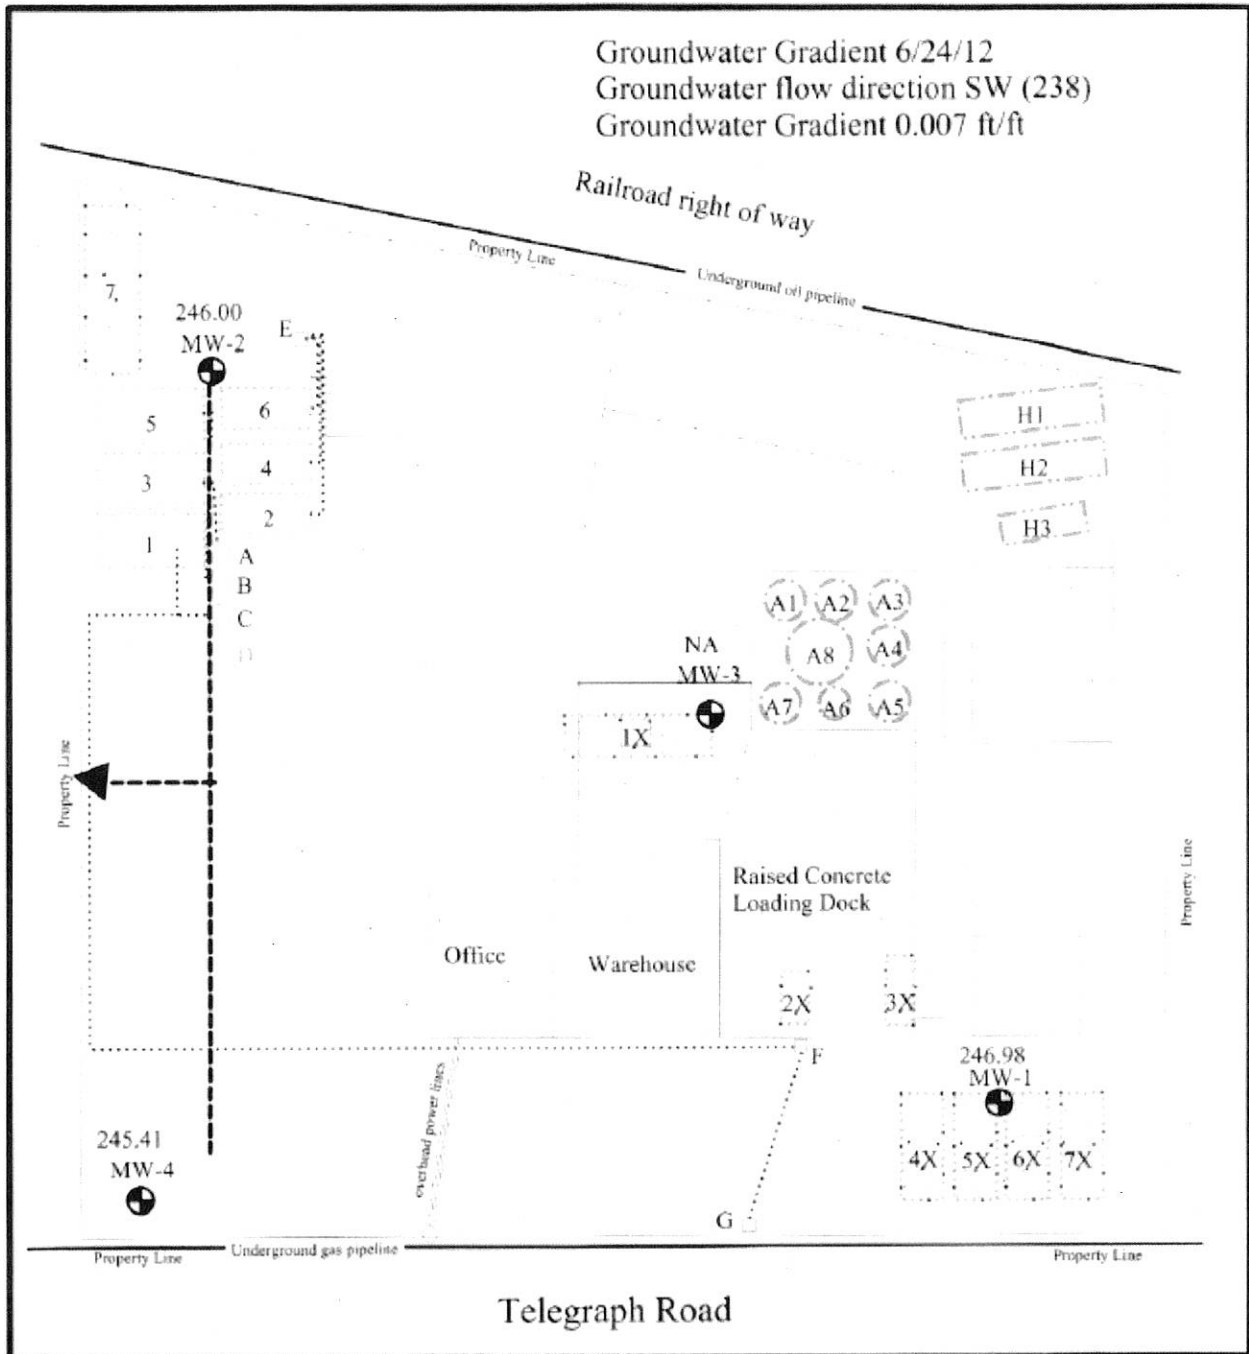 Groundwater Gradient 6/24/12
Groundwater flow direction SW (238)
Groundwater Gradient 0.007 ft/ft
Railroad right of way
Property Line
Underground oil pipeline
7
246.00
MW-2
E
5
6
3
4
1
2
A
B
C
D
H1
H2
H3
A1 A2 A3
A8 A4
A7 A6 A5
NA
MW-3
1X
Property Line
Property Line
Raised Concrete
Loading Dock
Office
Warehouse
2X
3X
F
246.98
MW-1
4X 5X 6X 7X
overhead power lines
245.41
MW-4
G
Property Line
Underground gas pipeline
Property Line
Telegraph Road